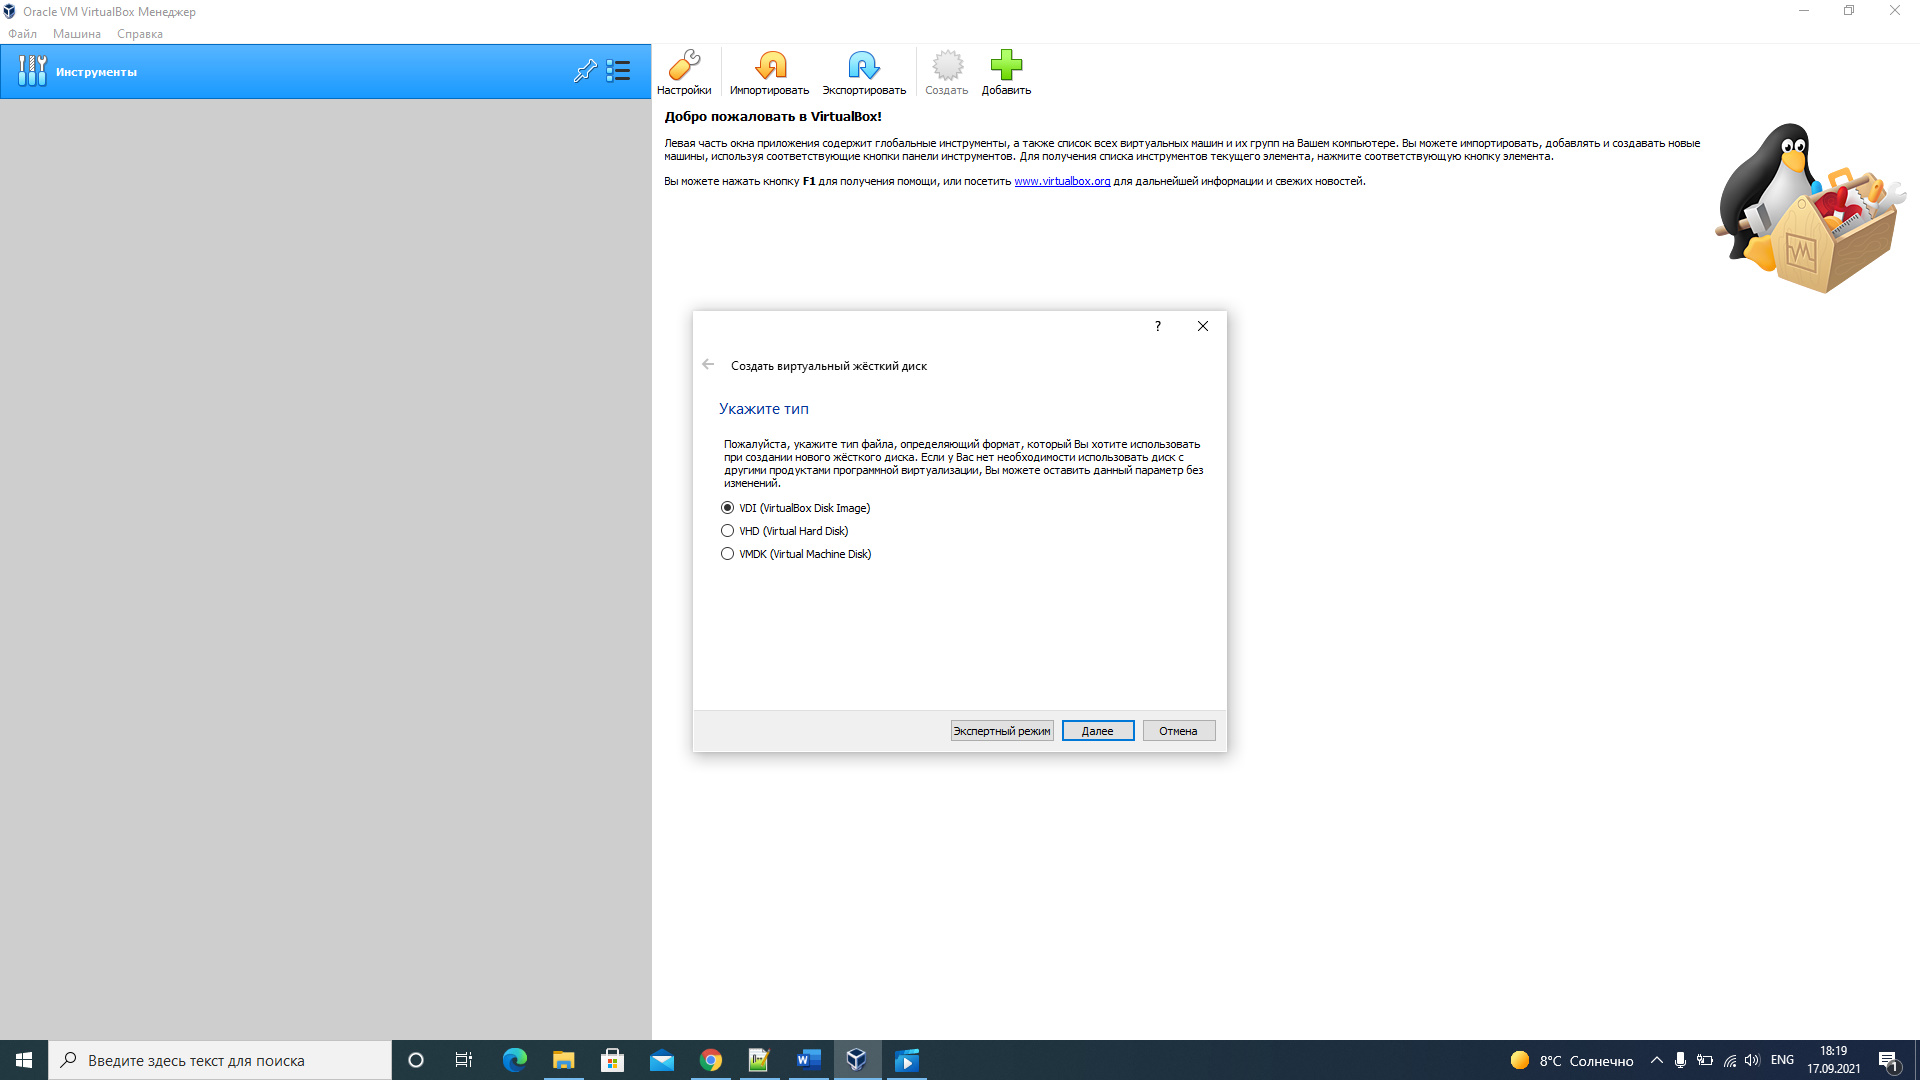 Oracle VM VirtualBox Менеджер
Файл Машина Справка
Инструменты
Настройки Импортировать Экспортировать Создать Добавить
Добро пожаловать в VirtualBox!
Левая часть окна приложения содержит глобальные инструменты, а также список всех виртуальных машин и их групп на Вашем компьютере. Вы можете импортировать, добавлять и создавать новые
машины, используя соответствующие кнопки панели инструментов. Для получения списка инструментов текущего элемента, нажмите соответствующую кнопку элемента.
Вы можете нажать кнопку F1 для получения помощи, или посетить www.virtualbox.org для дальнейшей информации и свежих новостей.
?
Создать виртуальный жёсткий диск
Укажите тип
Пожалуйста, укажите тип файла, определяющий формат, который Вы хотите использовать
при создании нового жёсткого диска. Если у Вас нет необходимости использовать диск с
другими продуктами программной виртуализации, Вы можете оставить данный параметр без
изменений.
VDI (VirtualBox Disk Image)
VHD (Virtual Hard Disk)
VMDK (Virtual Machine Disk)
Экспертный режим Далее Отмена
Введите здесь текст для поиска
8°C Солнечно
ENG
18:19
17.09.2021
1